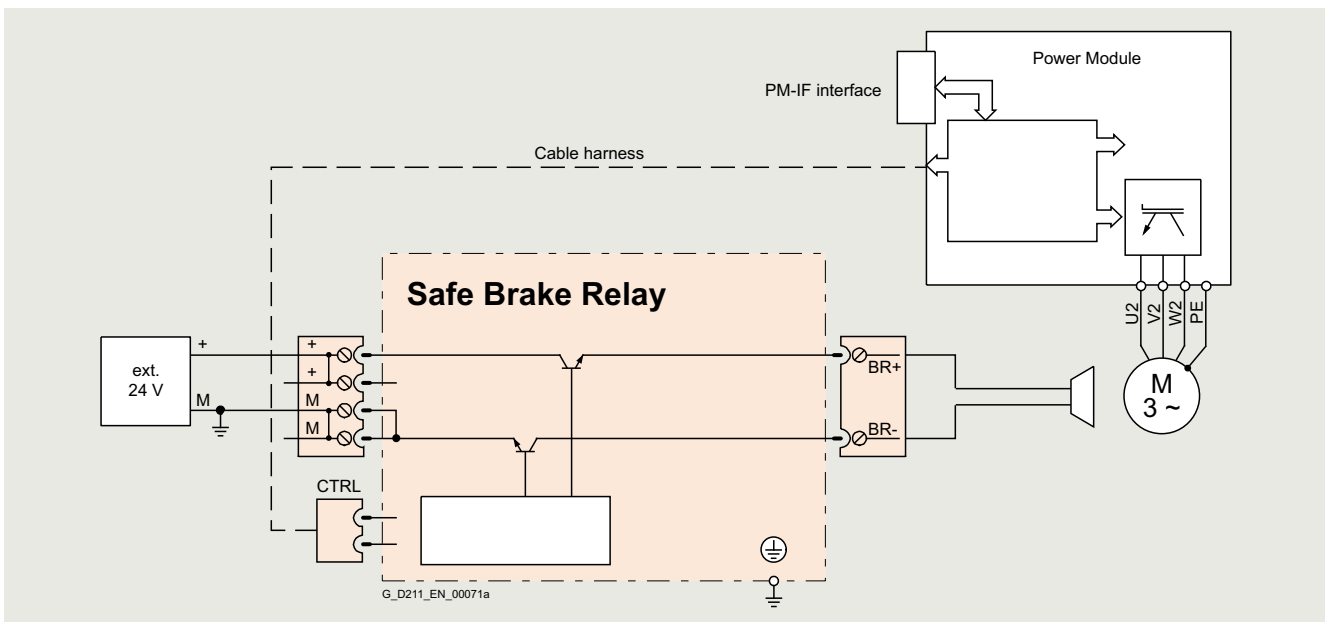 Power Module
PM-IF interface
Cable harness
Safe Brake Relay
U2
V2
W2
PE
ext.
24 V
+
M
+
+
M
M
BR+
BR-
M
3 ~
CTRL
G_D211_EN_00071a